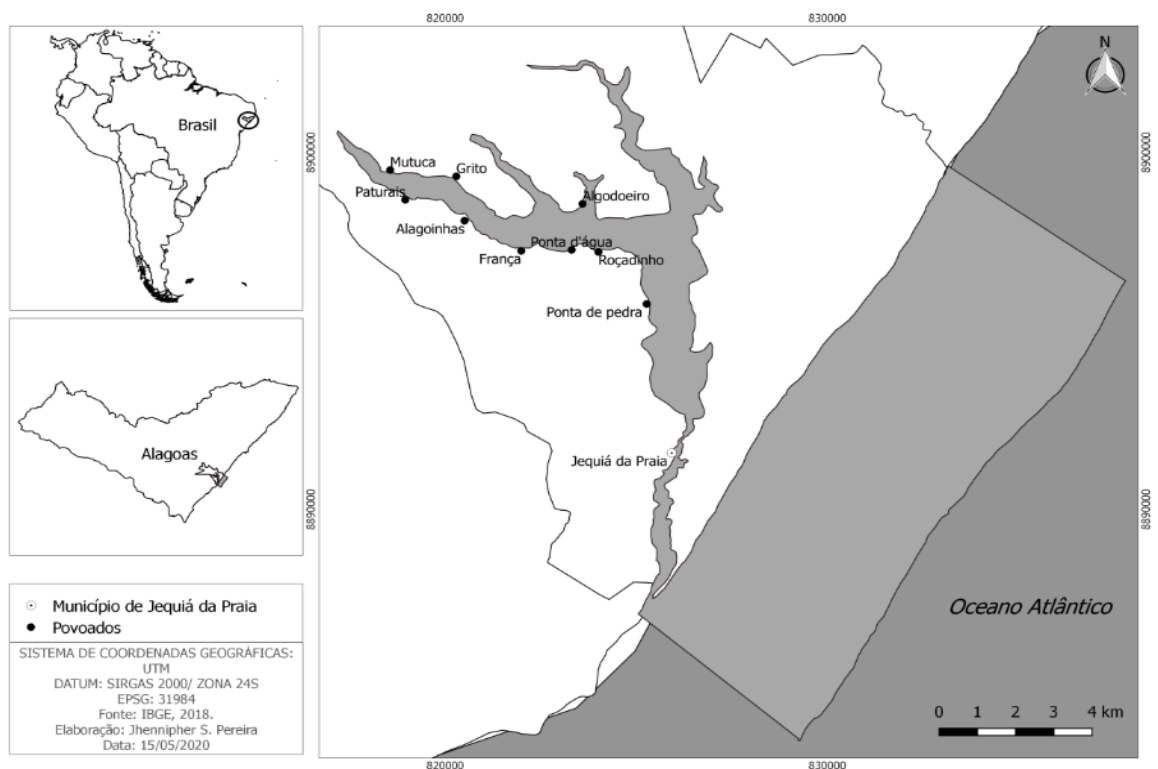 820000
830000
N
Brasil
8900000
8900000
Mutuca
Grito
Paturais
Algodoeiro
Alagoinhas
Ponta d'água
França
Roçadinho
Ponta de pedra
Alagoas
Jequiá da Praia
8890000
8890000
Município de Jequiá da Praia
Povoados
SISTEMA DE COORDENADAS GEOGRÁFICAS:
UTM
DATUM: SIRGAS 2000/ ZONA 24S
EPSG: 31984
Fonte: IBGE, 2018.
Elaboração: Jhennipher S. Pereira
Data: 15/05/2020
Oceano Atlântico
0 1 2 3 4 km
820000
830000